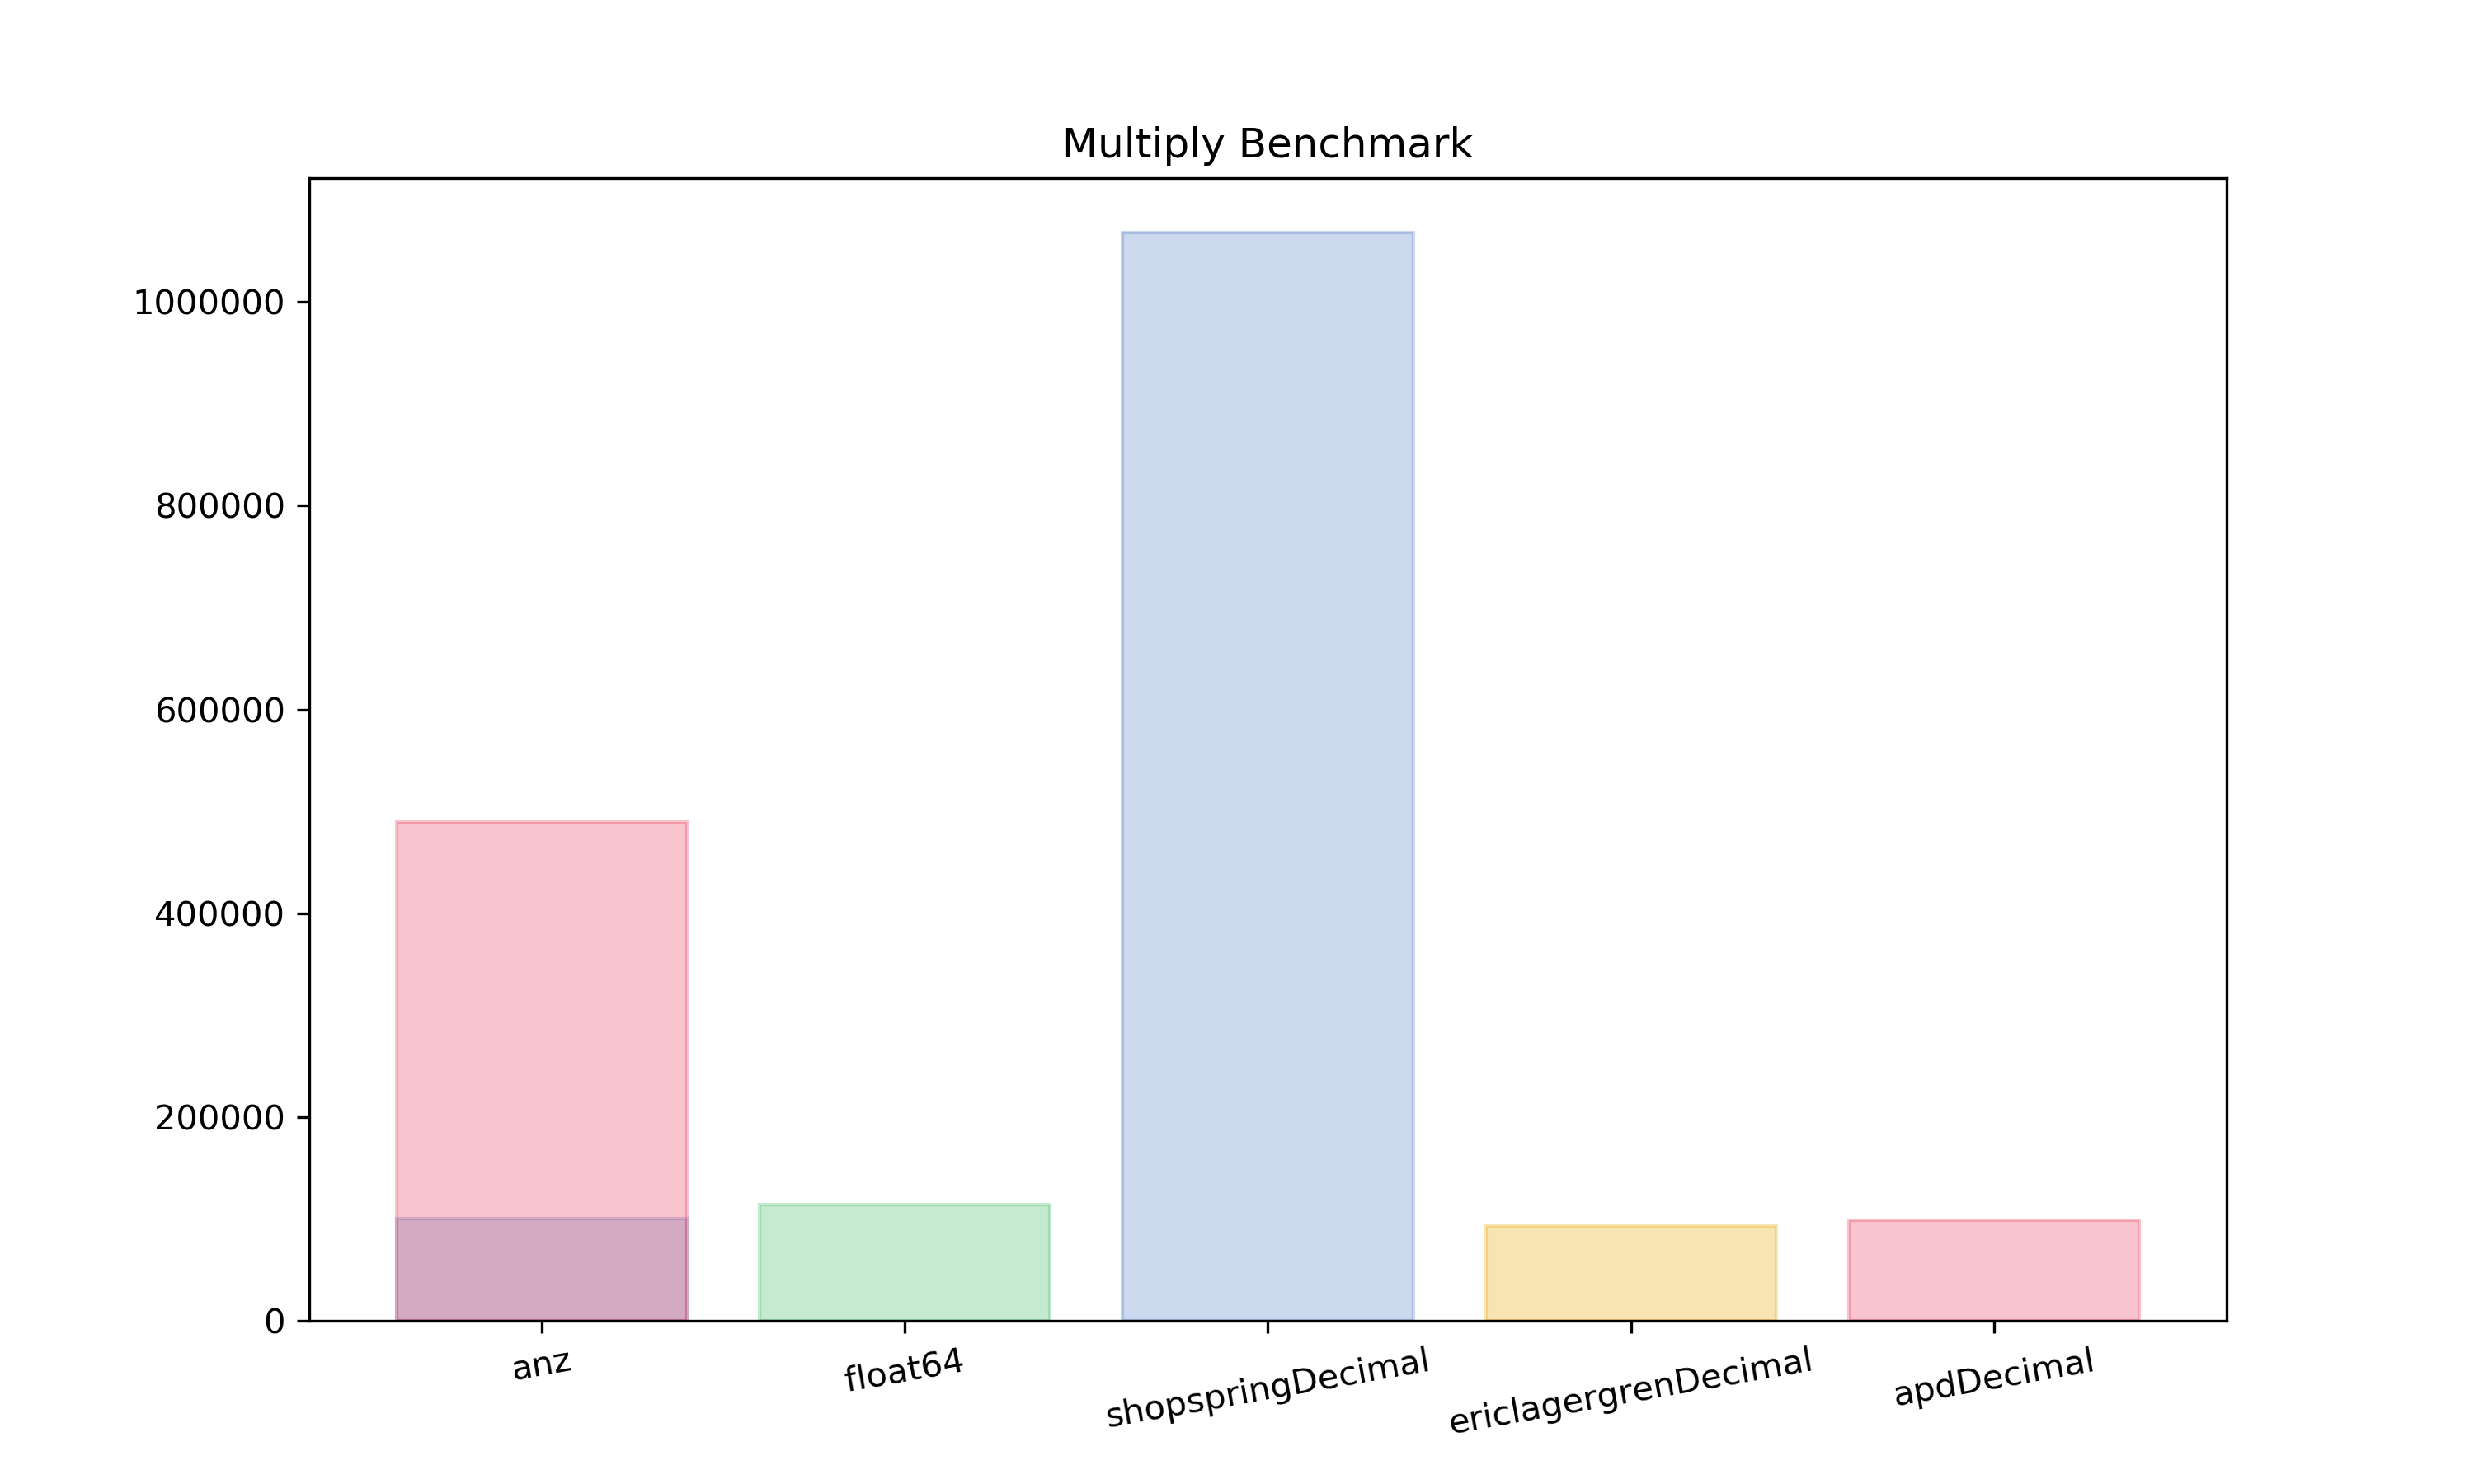 Multiply Benchmark
1000000
800000
600000
400000
200000
0
anz
float64
shopspringDecimal
ericlagergrenDecimal
apdDecimal